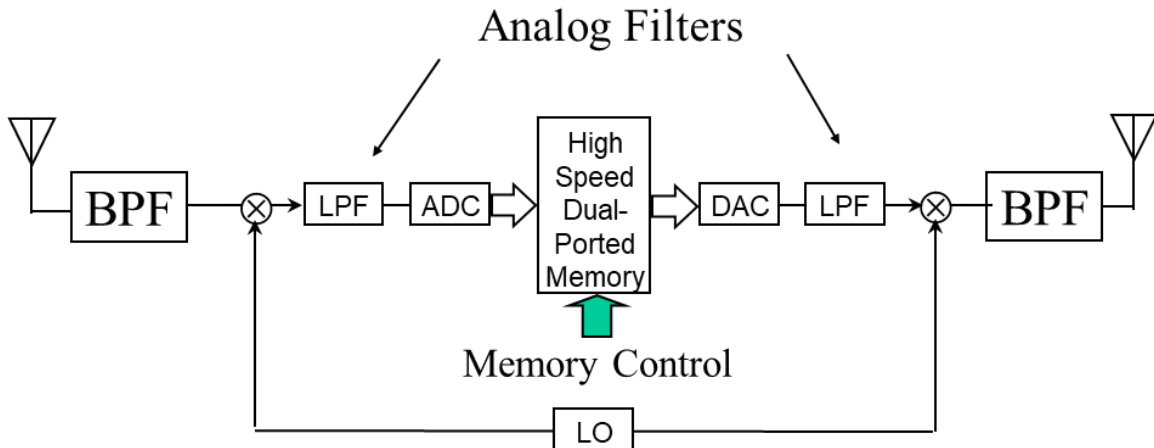 Analog Filters
BPF
LPF
ADC
High
Speed
Dual-
Ported
Memory
DAC
LPF
BPF
Memory Control
LO